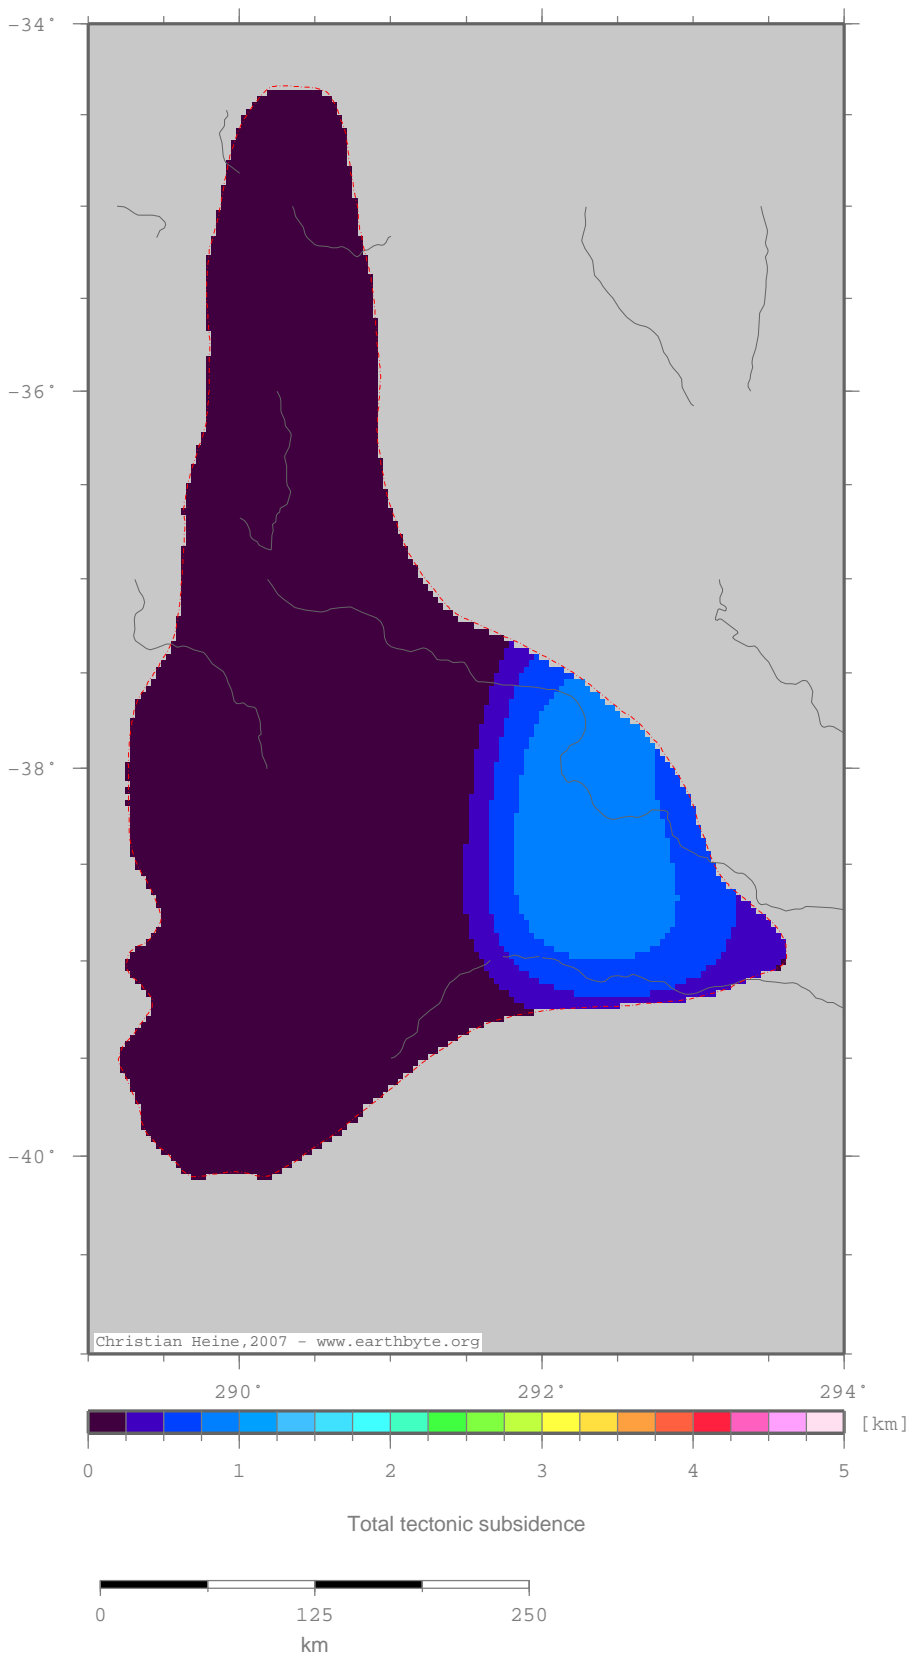 -34°
-36°
-38°
-40°
Christian Heine,2007 - www.earthbyte.org
290° 292° 294°
[km]
0 1 2 3 4 5
Total tectonic subsidence
0 125 250
km